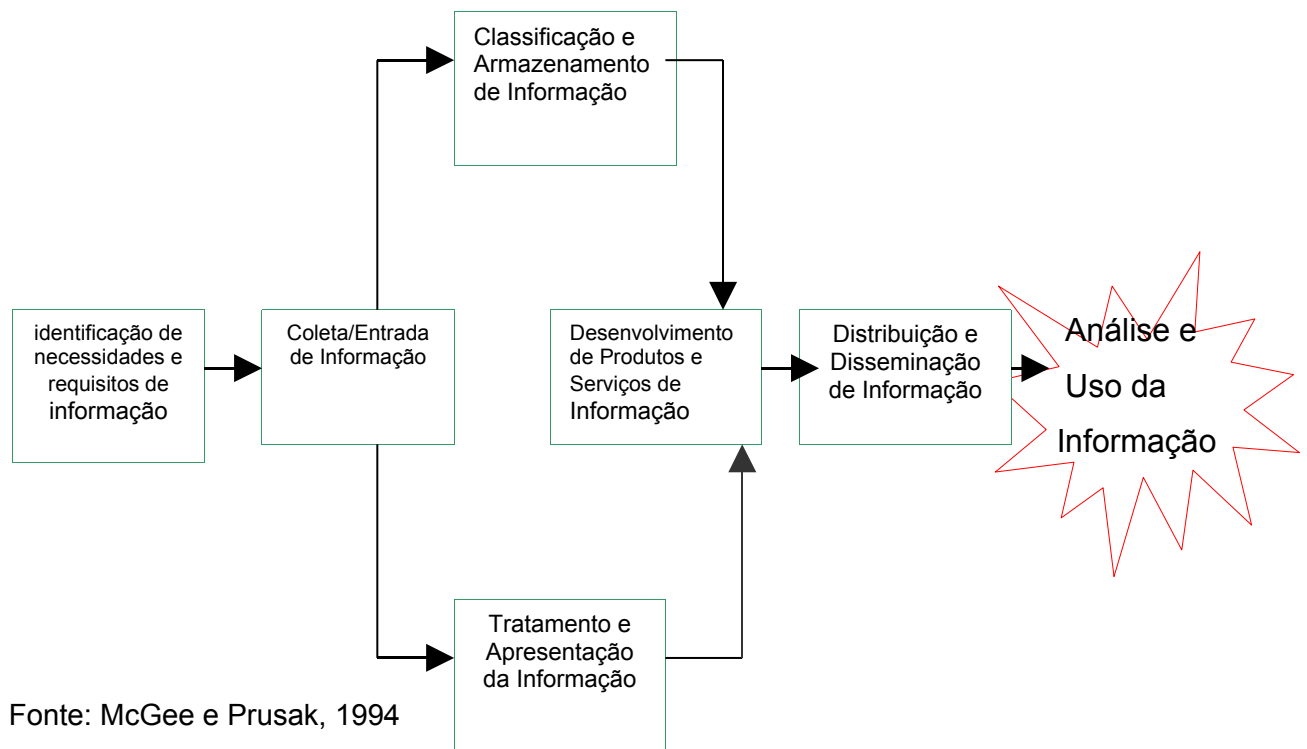 Classificação e
Armazenamento
de Informação
identificação de
necessidades e
requisitos de
informação
Coleta/Entrada
de Informação
Desenvolvimento
de Produtos e
Serviços de
Informação
Distribuição e
Disseminação
de Informação
Análise e
Uso da
Informação
Tratamento e
Apresentação
da Informação
Fonte: McGee e Prusak, 1994